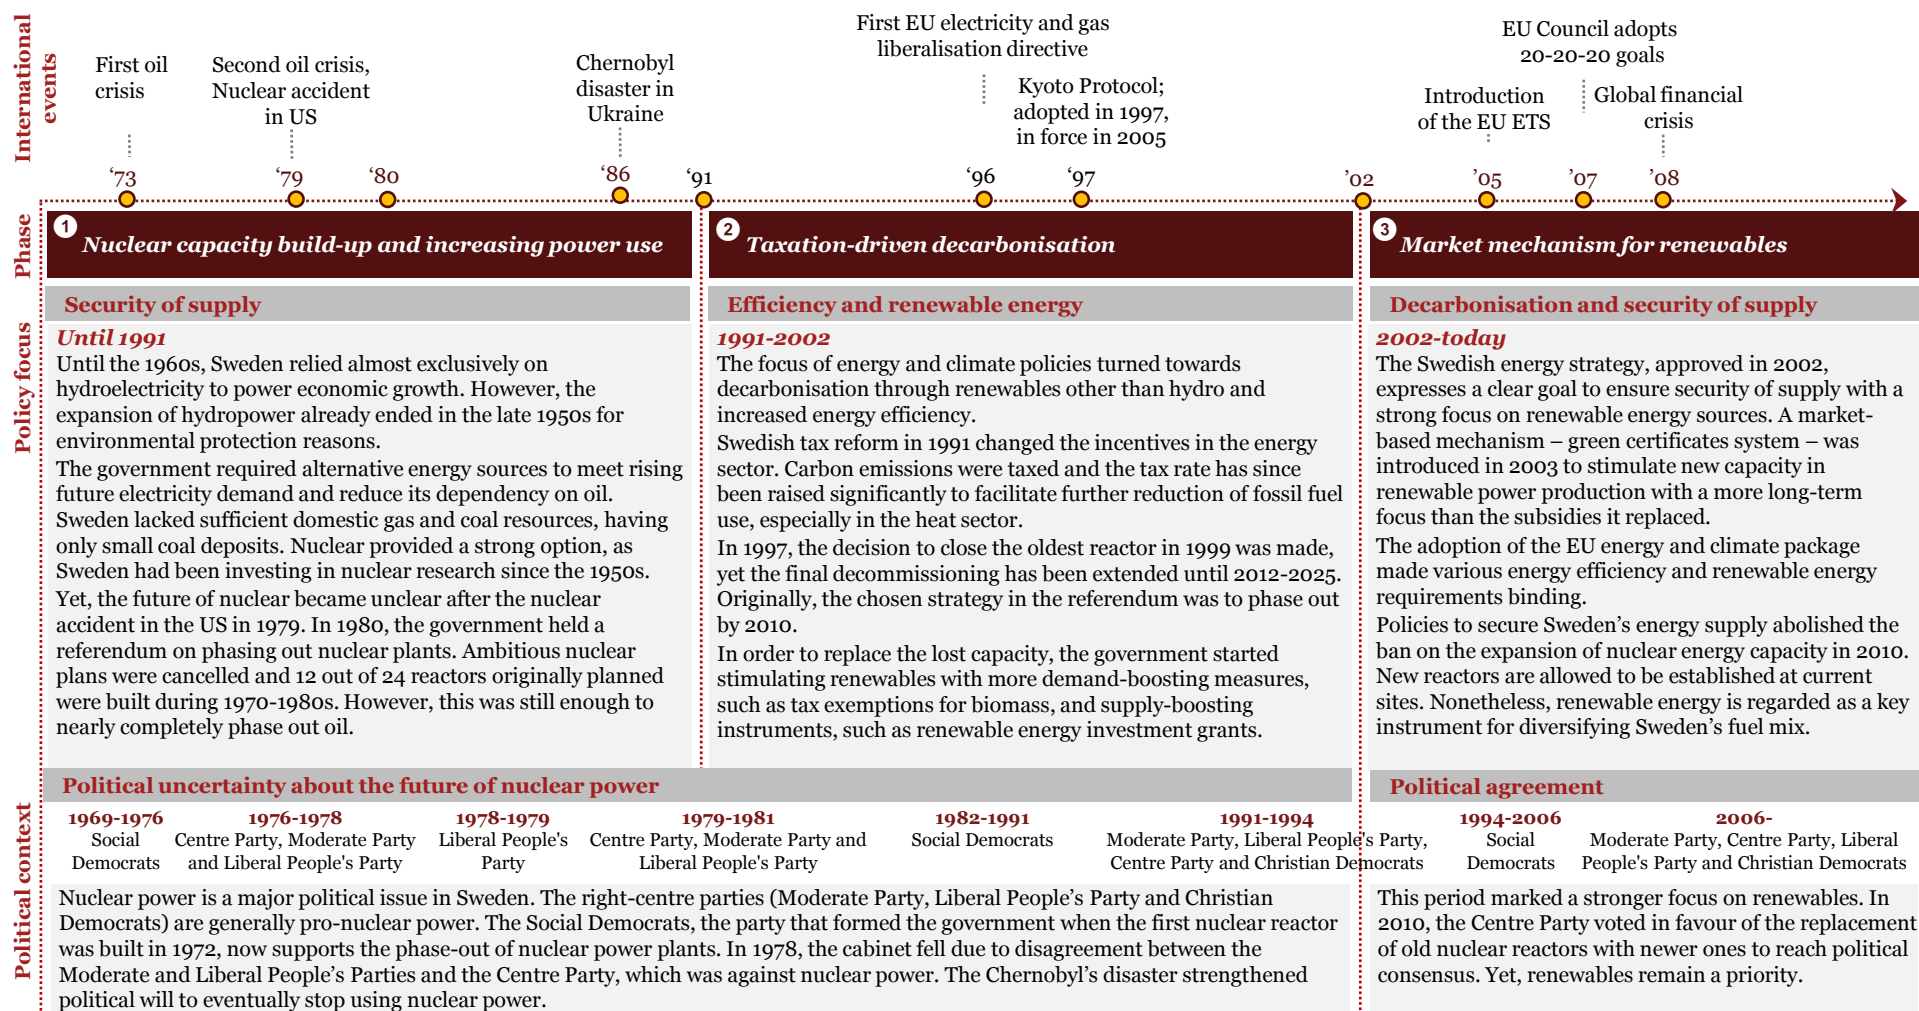 International
events
First oil
crisis
Second oil crisis,
Nuclear accident
in US
Chernobyl
disaster in
Ukraine
First EU electricity and gas
liberalisation directive
Kyoto Protocol;
adopted in 1997,
in force in 2005
EU Council adopts
20-20-20 goals
Introduction
of the EU ETS
Global financial
crisis
‘73
‘79
‘80
‘86
‘91
‘96
‘97
’02
’05
’07
’08
Phase
1
Nuclear capacity build-up and increasing power use
2
Taxation-driven decarbonisation
3
Market mechanism for renewables
Policy focus
Security of supply
Until 1991
Until the 1960s, Sweden relied almost exclusively on
hydroelectricity to power economic growth. However, the
expansion of hydropower already ended in the late 1950s for
environmental protection reasons.
The government required alternative energy sources to meet rising
future electricity demand and reduce its dependency on oil.
Sweden lacked sufficient domestic gas and coal resources, having
only small coal deposits. Nuclear provided a strong option, as
Sweden had been investing in nuclear research since the 1950s.
Yet, the future of nuclear became unclear after the nuclear
accident in the US in 1979. In 1980, the government held a
referendum on phasing out nuclear plants. Ambitious nuclear
plans were cancelled and 12 out of 24 reactors originally planned
were built during 1970-1980s. However, this was still enough to
nearly completely phase out oil.
Efficiency and renewable energy
1991-2002
The focus of energy and climate policies turned towards
decarbonisation through renewables other than hydro and
increased energy efficiency.
Swedish tax reform in 1991 changed the incentives in the energy
sector. Carbon emissions were taxed and the tax rate has since
been raised significantly to facilitate further reduction of fossil fuel
use, especially in the heat sector.
In 1997, the decision to close the oldest reactor in 1999 was made,
yet the final decommissioning has been extended until 2012-2025.
Originally, the chosen strategy in the referendum was to phase out
by 2010.
In order to replace the lost capacity, the government started
stimulating renewables with more demand-boosting measures,
such as tax exemptions for biomass, and supply-boosting
instruments, such as renewable energy investment grants.
Decarbonisation and security of supply
2002-today
The Swedish energy strategy, approved in 2002,
expresses a clear goal to ensure security of supply with a
strong focus on renewable energy sources. A market-
based mechanism – green certificates system – was
introduced in 2003 to stimulate new capacity in
renewable power production with a more long-term
focus than the subsidies it replaced.
The adoption of the EU energy and climate package
made various energy efficiency and renewable energy
requirements binding.
Policies to secure Sweden’s energy supply abolished the
ban on the expansion of nuclear energy capacity in 2010.
New reactors are allowed to be established at current
sites. Nonetheless, renewable energy is regarded as a key
instrument for diversifying Sweden’s fuel mix.
Political context
Political uncertainty about the future of nuclear power
1969-1976
Social
Democrats
1976-1978
Centre Party, Moderate Party
and Liberal People's Party
1978-1979
Liberal People's
Party
1979-1981
Centre Party, Moderate Party and
Liberal People's Party
1982-1991
Social Democrats
1991-1994
Moderate Party, Liberal People's Party,
Centre Party and Christian Democrats
Political agreement
1994-2006
Social
Democrats
2006-
Moderate Party, Centre Party, Liberal
People's Party and Christian Democrats
Nuclear power is a major political issue in Sweden. The right-centre parties (Moderate Party, Liberal People’s Party and Christian
Democrats) are generally pro-nuclear power. The Social Democrats, the party that formed the government when the first nuclear reactor
was built in 1972, now supports the phase-out of nuclear power plants. In 1978, the cabinet fell due to disagreement between the
Moderate and Liberal People’s Parties and the Centre Party, which was against nuclear power. The Chernobyl’s disaster strengthened
political will to eventually stop using nuclear power.
This period marked a stronger focus on renewables. In
2010, the Centre Party voted in favour of the replacement
of old nuclear reactors with newer ones to reach political
consensus. Yet, renewables remain a priority.